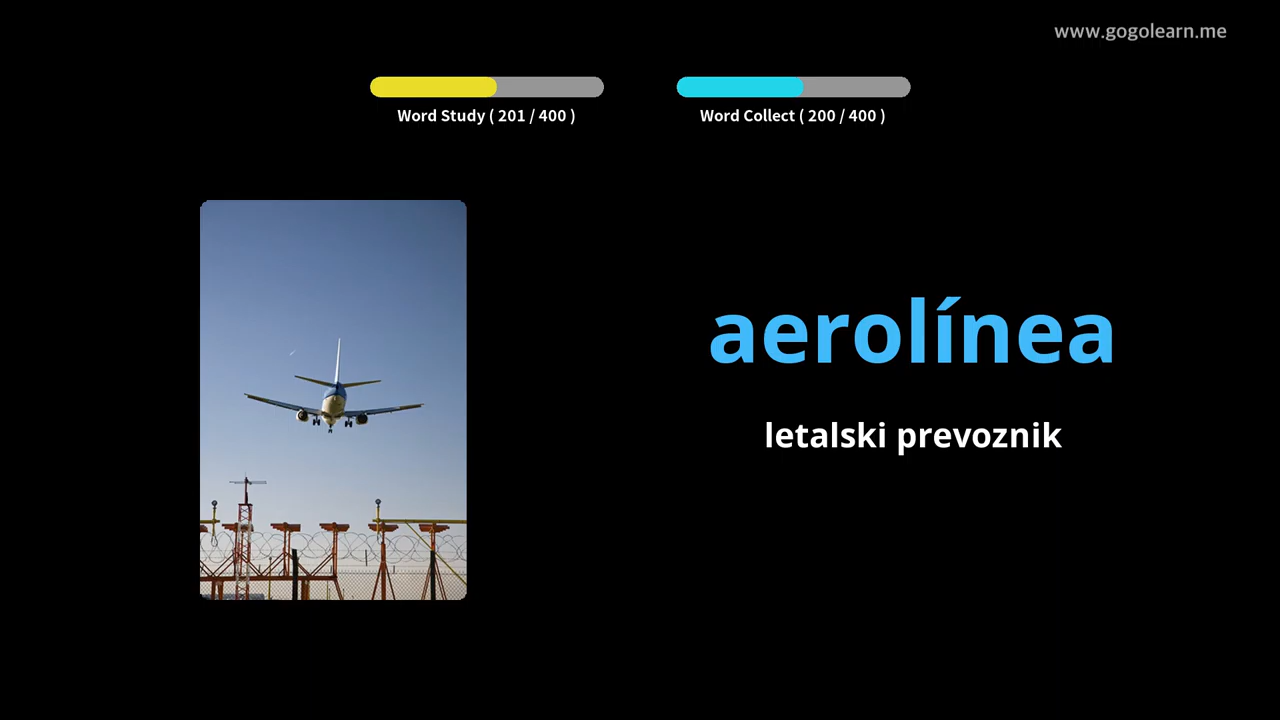 www.gogolearn.me
Word Study ( 201 / 400 )
Word Collect ( 200 / 400 )
aerolínea
letalski prevoznik